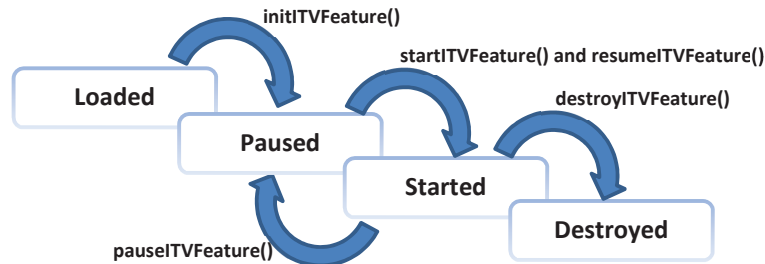 initITVFeature()
startITVFeature() and resumeITVFeature()
Loaded
destroyITVFeature()
Paused
Started
Destroyed
pauseITVFeature()